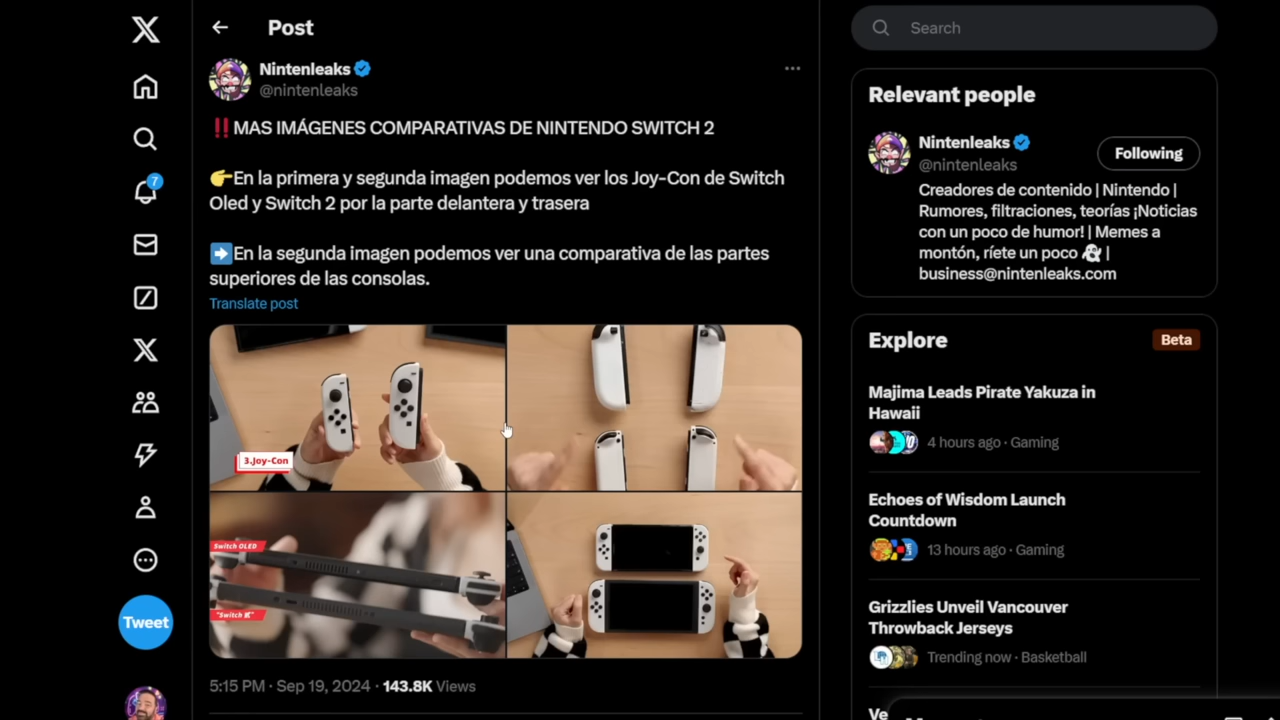 Post
Search
Nintenleaks
@nintenleaks
‼️MAS IMÁGENES COMPARATIVAS DE NINTENDO SWITCH 2
👉En la primera y segunda imagen podemos ver los Joy-Con de Switch
Oled y Switch 2 por la parte delantera y trasera
➡️En la segunda imagen podemos ver una comparativa de las partes
superiores de las consolas.
Translate post
3.Joy-Con
Switch OLED
5:15 PM · Sep 19, 2024 · 143.8K Views
7
Tweet
Relevant people
Nintenleaks
@nintenleaks
Following
Creadores de contenido | Nintendo |
Rumores, filtraciones, teorías ¡Noticias
con un poco de humor! | Memes a
montón, ríete un poco 👻 |
business@nintenleaks.com
Explore
Beta
Majima Leads Pirate Yakuza in
Hawaii
4 hours ago · Gaming
Echoes of Wisdom Launch
Countdown
13 hours ago · Gaming
Grizzlies Unveil Vancouver
Throwback Jerseys
Trending now · Basketball